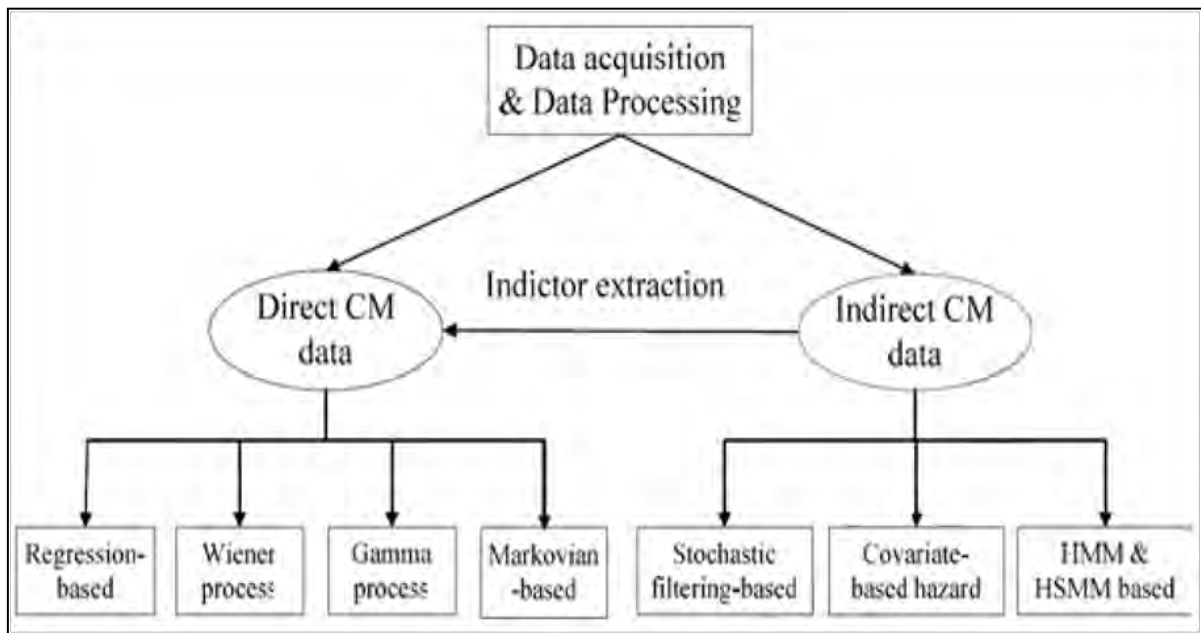 Data acquisition
& Data Processing
Indictor extraction
Direct CM
data
Indirect CM
data
Regression-
based
Wiener
process
Gamma
process
Markovian
-based
Stochastic
filtering-based
Covariate-
based hazard
HMM &
HSMM based